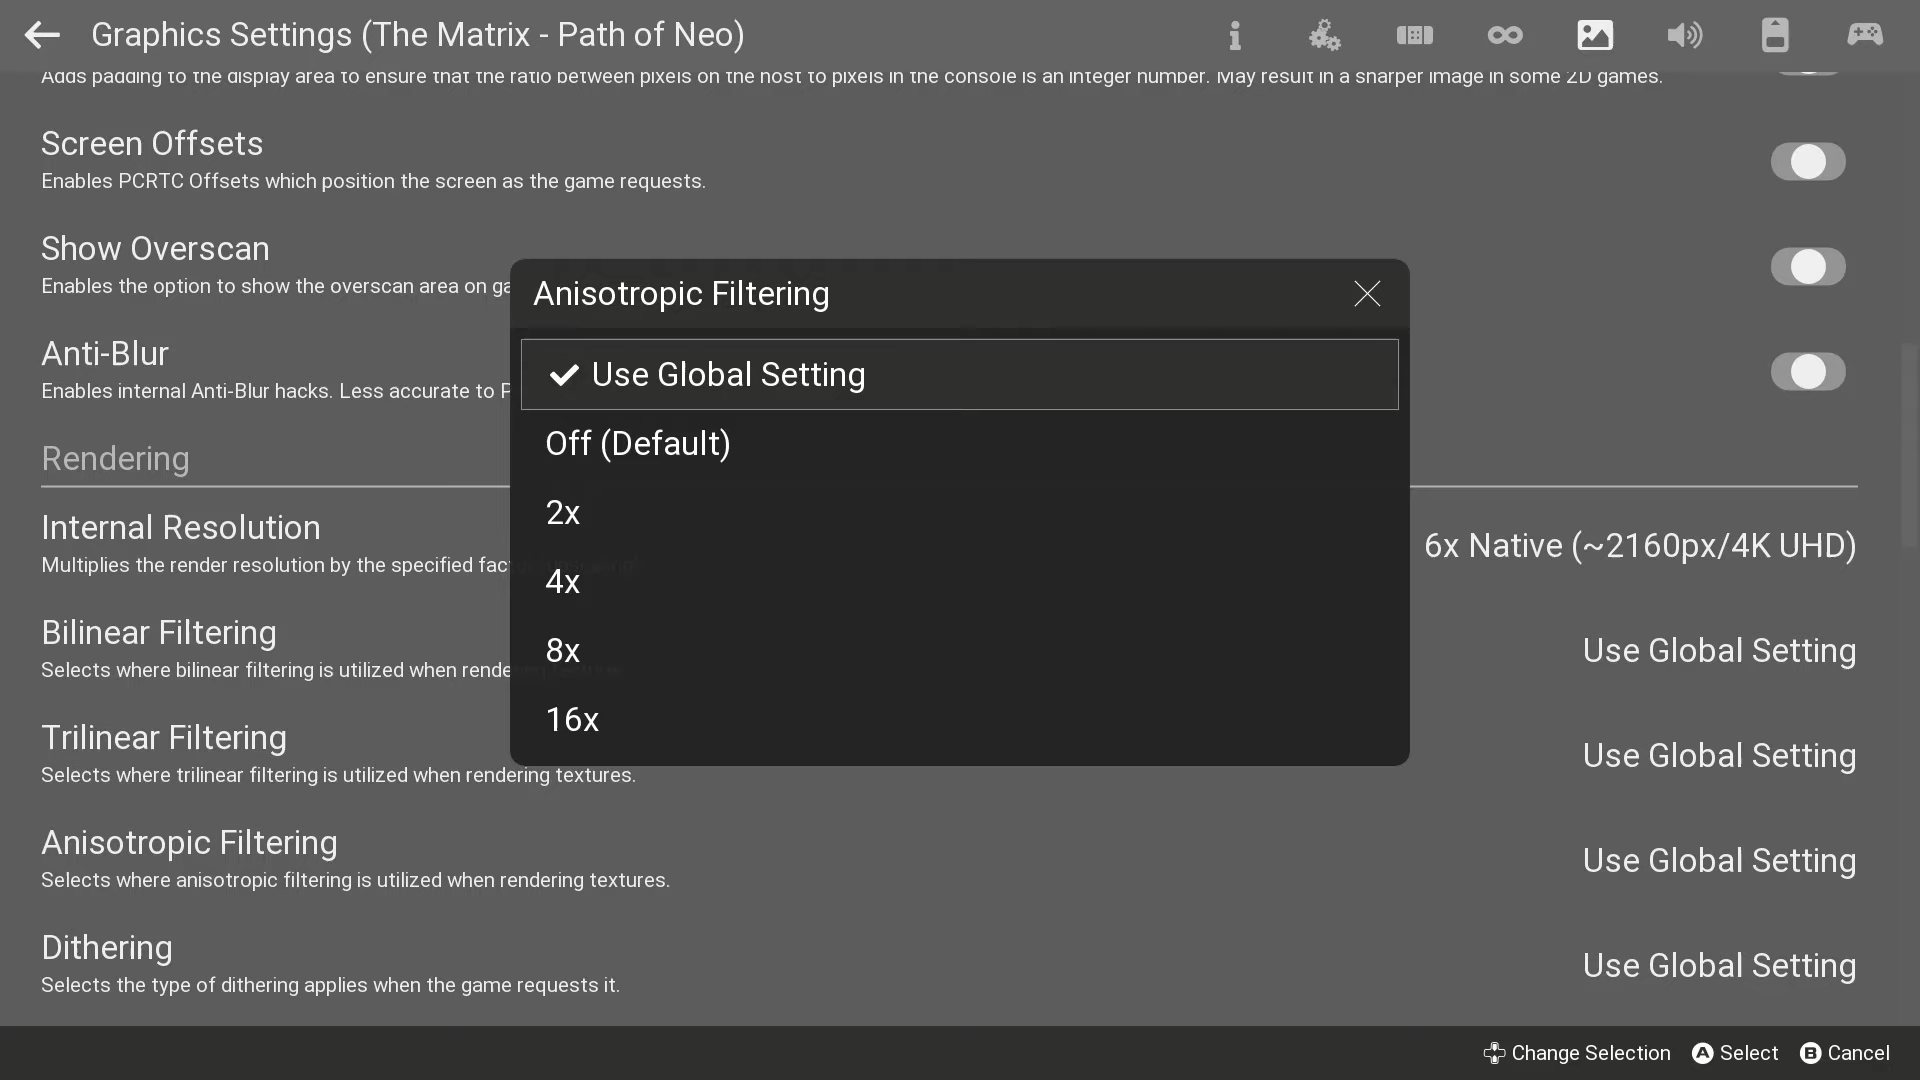 Graphics Settings (The Matrix - Path of Neo)
Adds padding to the display area to ensure that the ratio between pixels on the host to pixels in the console is an integer number. May result in a sharper image in some 2D games.
Screen Offsets
Enables PCRTC Offsets which position the screen as the game requests.
Show Overscan
Enables the option to show the overscan area on
Anti-Blur
Enables internal Anti-Blur hacks. Less accurate to
Rendering
Internal Resolution
Multiplies the render resolution by the specified
6x Native (~2160px/4K UHD)
Bilinear Filtering
Selects where bilinear filtering is utilized when
Use Global Setting
Trilinear Filtering
Selects where trilinear filtering is utilized when rendering textures.
Use Global Setting
Anisotropic Filtering
Selects where anisotropic filtering is utilized when rendering textures.
Use Global Setting
Dithering
Selects the type of dithering applies when the game requests it.
Use Global Setting
Anisotropic Filtering
Use Global Setting
Off (Default)
2x
4x
8x
16x
Change Selection A Select B Cancel